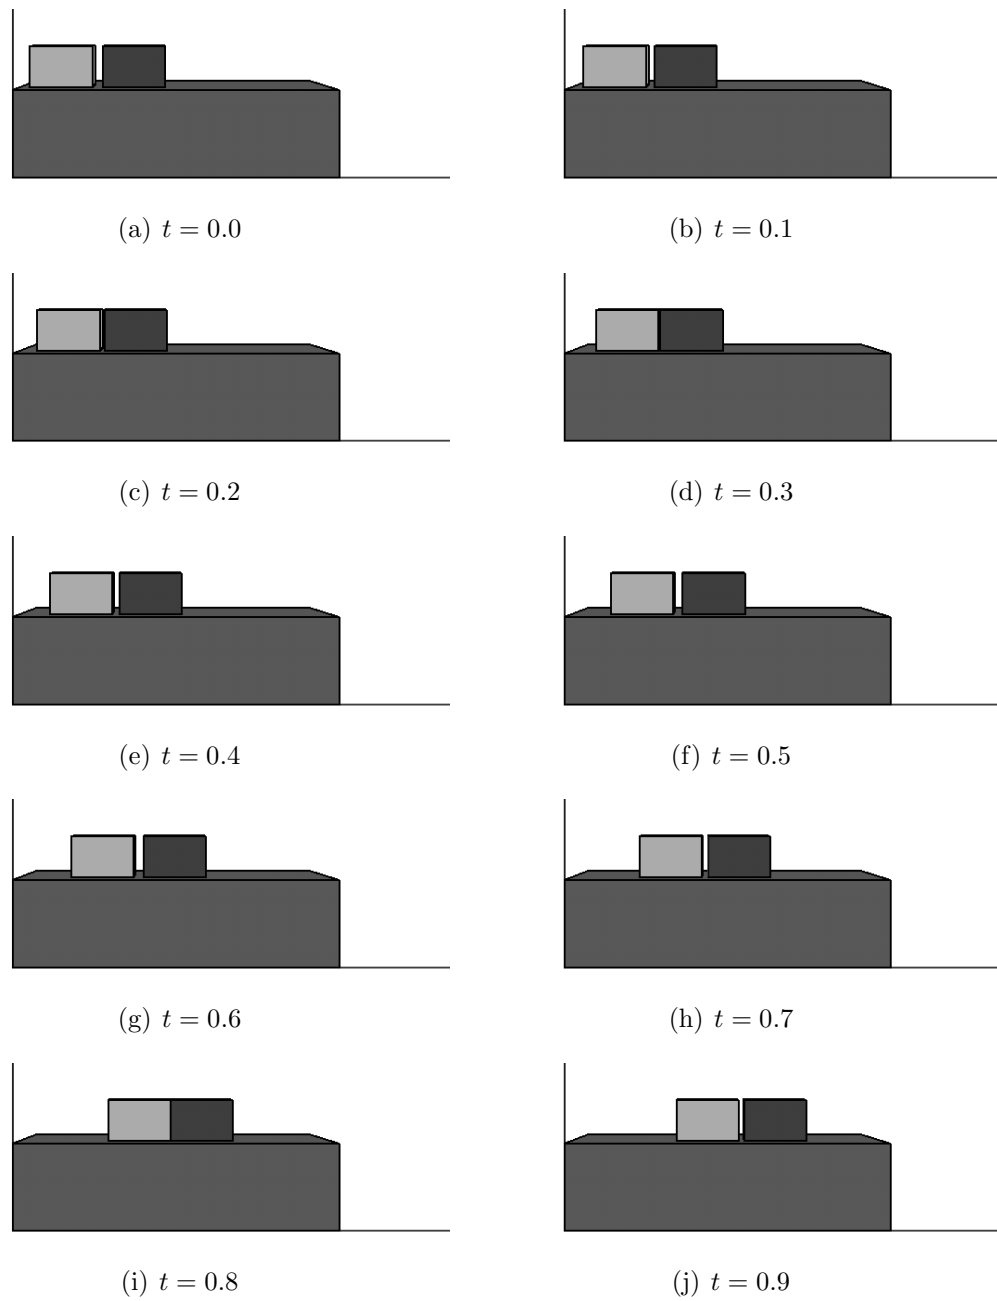 (a) t = 0.0
(b) t = 0.1
(c) t = 0.2
(d) t = 0.3
(e) t = 0.4
(f) t = 0.5
(g) t = 0.6
(h) t = 0.7
(i) t = 0.8
(j) t = 0.9